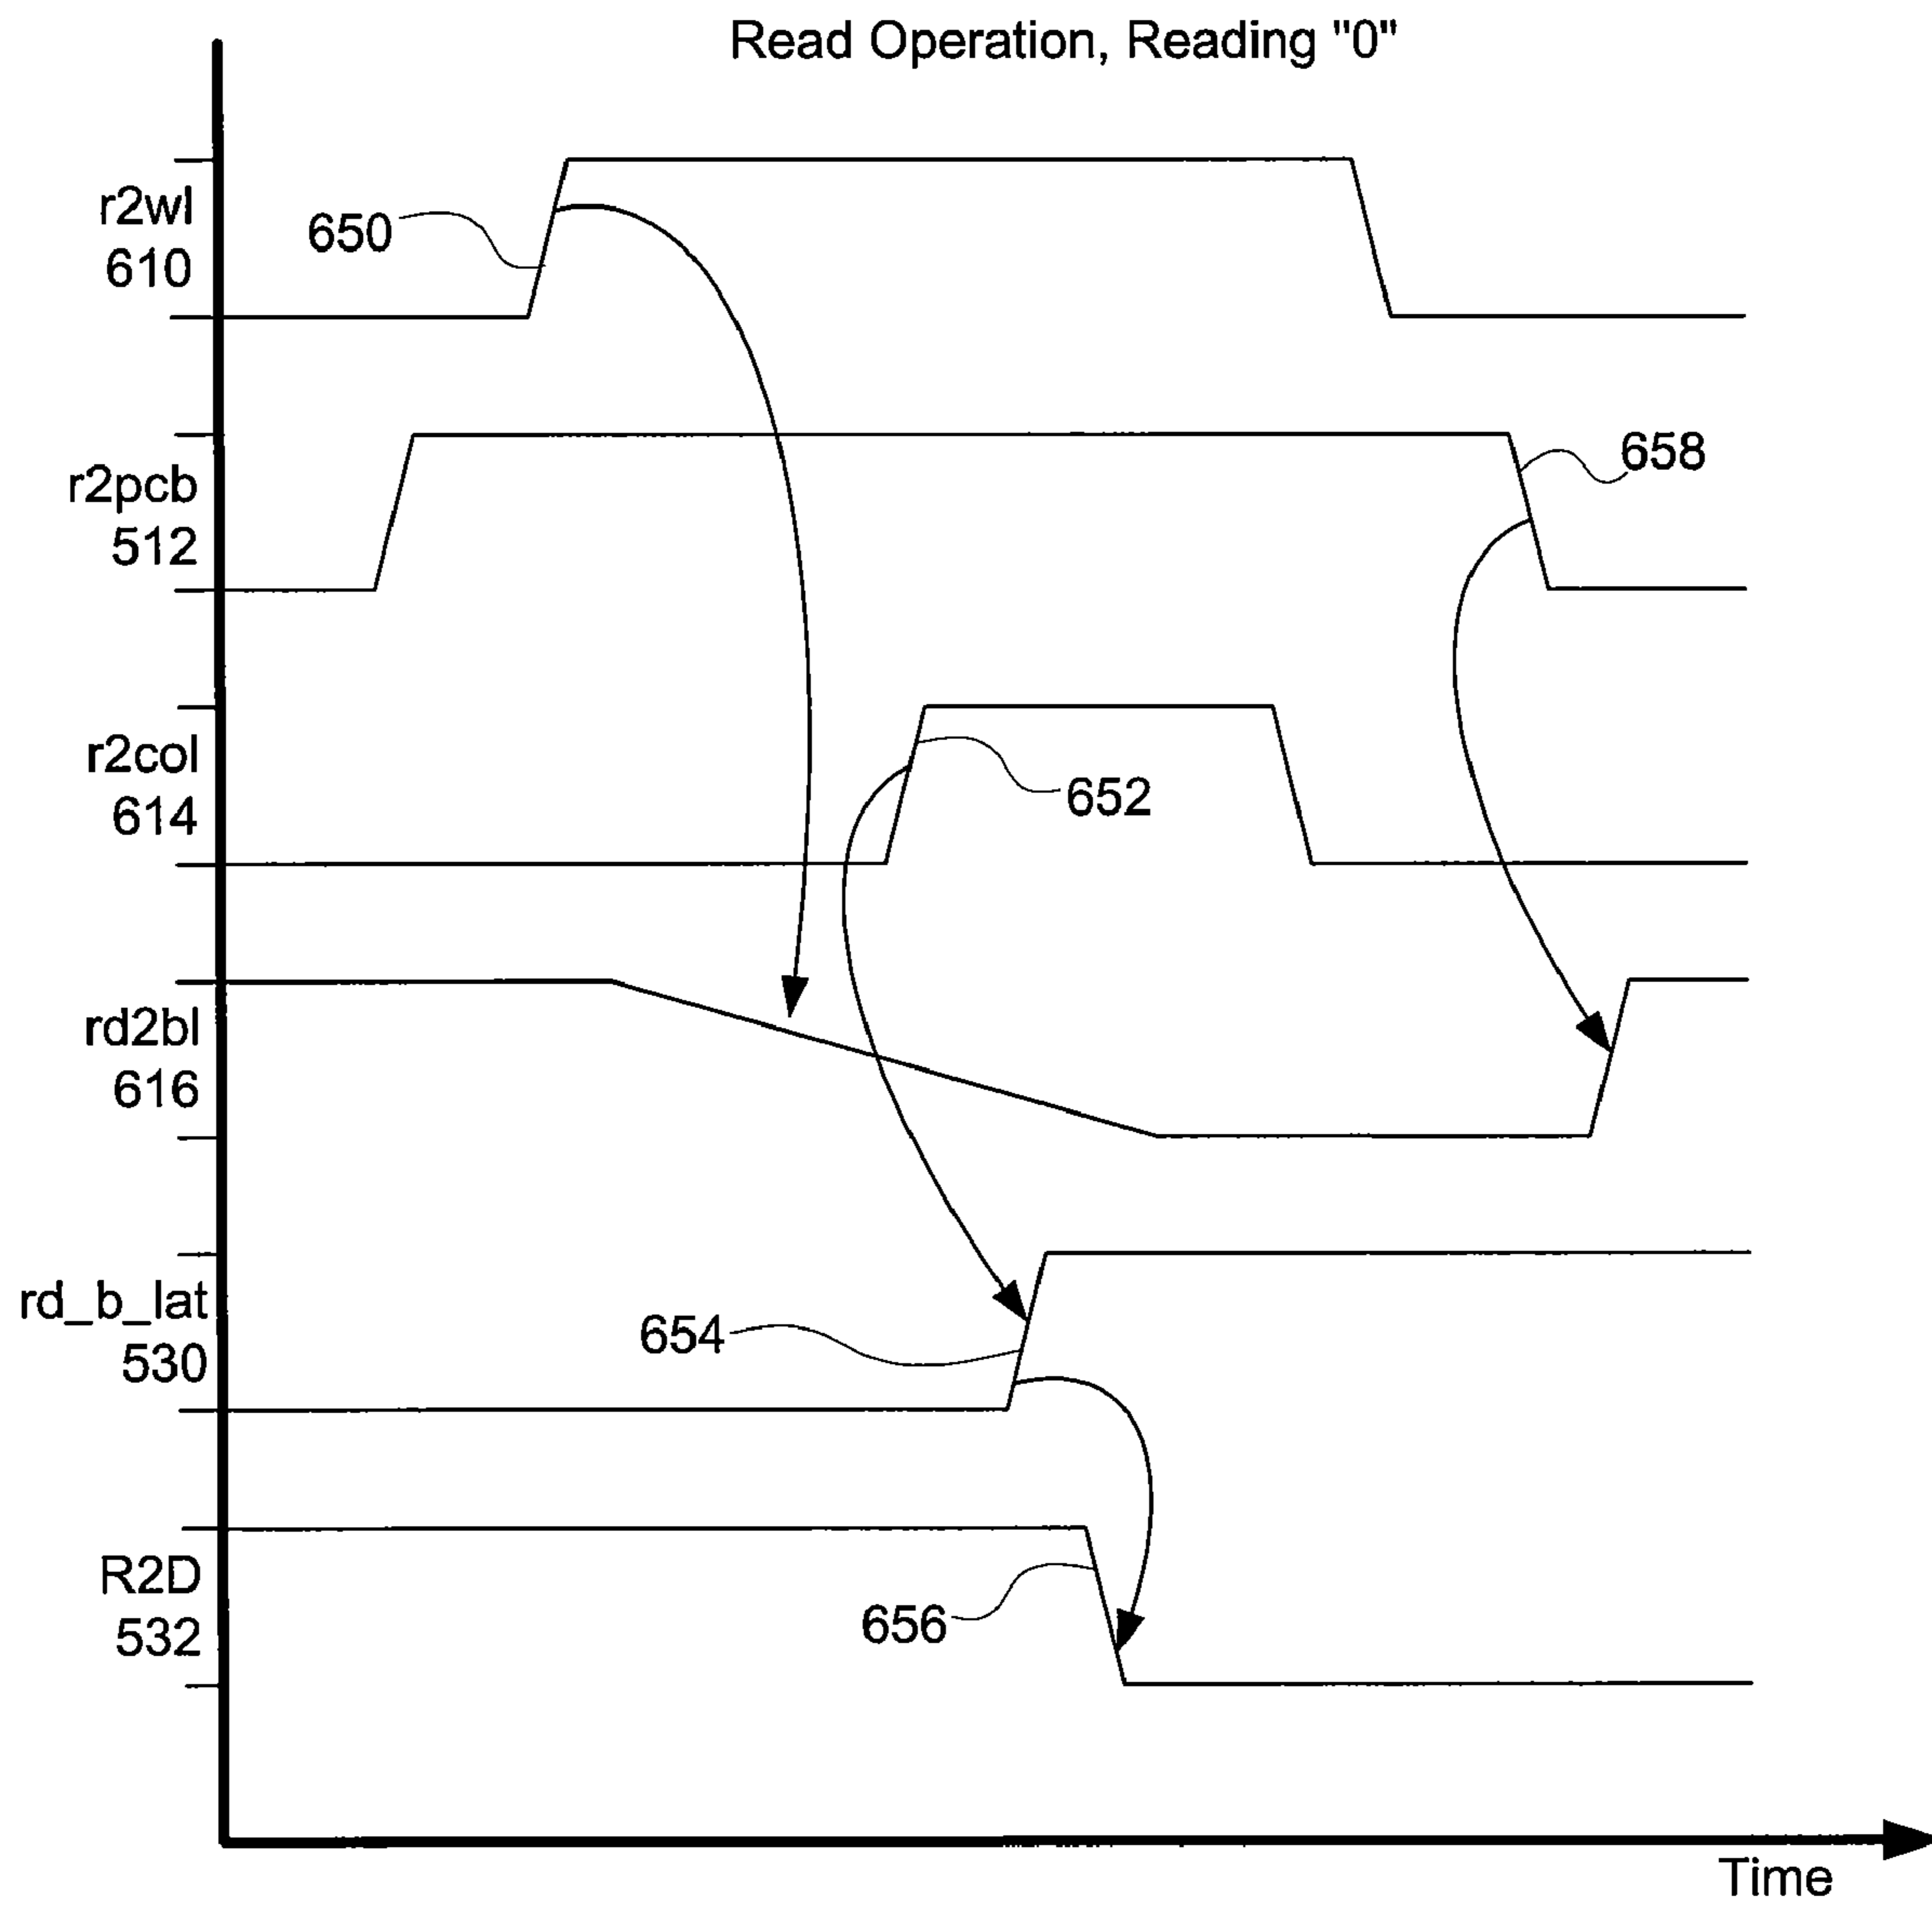 Read Operation, Reading "0"
r2wl
610
650
r2pcb
512
658
r2col
614
652
rd2bl
616
rd_b_lat
530
654
R2D
532
656
Time